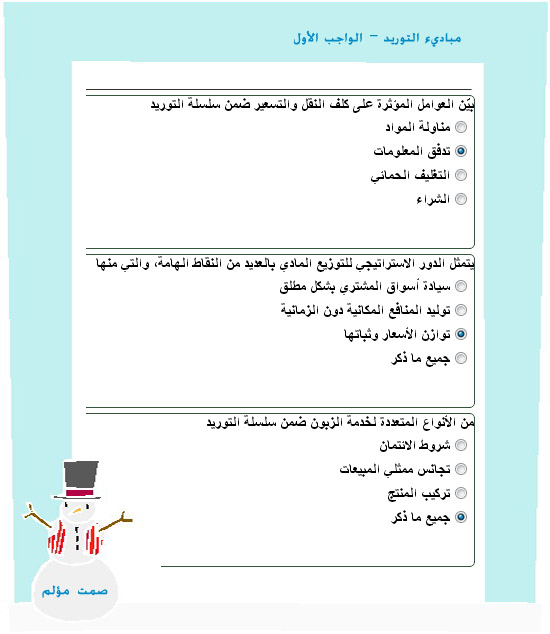 مباديء التوريد – الواجب الأول
بيّن العوامل المؤثرة على كلف النقل والتسعير ضمن سلسلة التوريد
مناولة المواد
تدفق المعلومات
التغليف الحمائي
الشراء
يتمثل الدور الاستراتيجي للتوزيع المادي بالعديد من النقاط الهامة، والتي منها
سيادة أسواق المشتري بشكل مطلق
توليد المنافع المكانية دون الزمانية
توازن الأسعار وثباتها
جميع ما ذكر
من الأنواع المتعددة لخدمة الزبون ضمن سلسلة التوريد
شروط الائتمان
تجانس ممثلي المبيعات
تركيب المنتج
جميع ما ذكر
صمت مؤلم